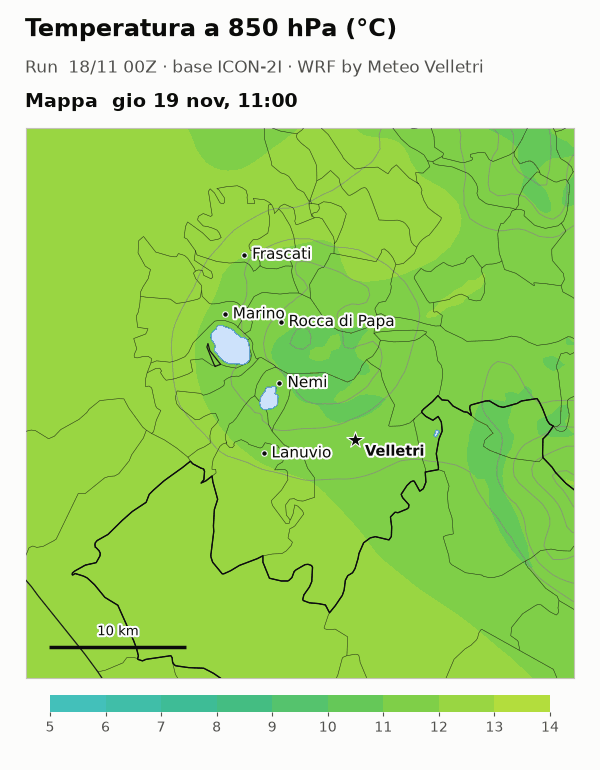 Temperatura a 850 hPa (°C)
Run  18/11 00Z · base ICON-2I · WRF by Meteo Velletri
Mappa  gio 19 nov, 11:00
Frascati
Marino
Rocca di Papa
Nemi
Velletri
Lanuvio
10 km
5 6 7 8 9 10 11 12 13 14